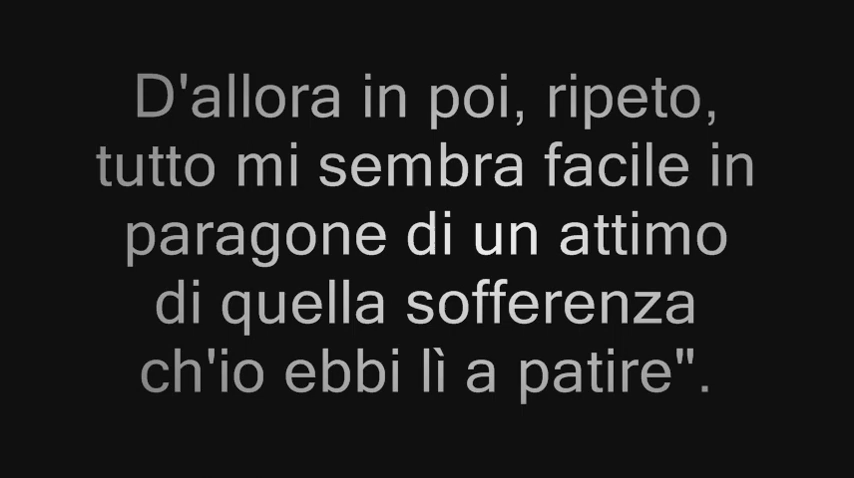 D'allora in poi, ripeto,
tutto mi sembra facile in
paragone di un attimo
di quella sofferenza
ch'io ebbi lì a patire".